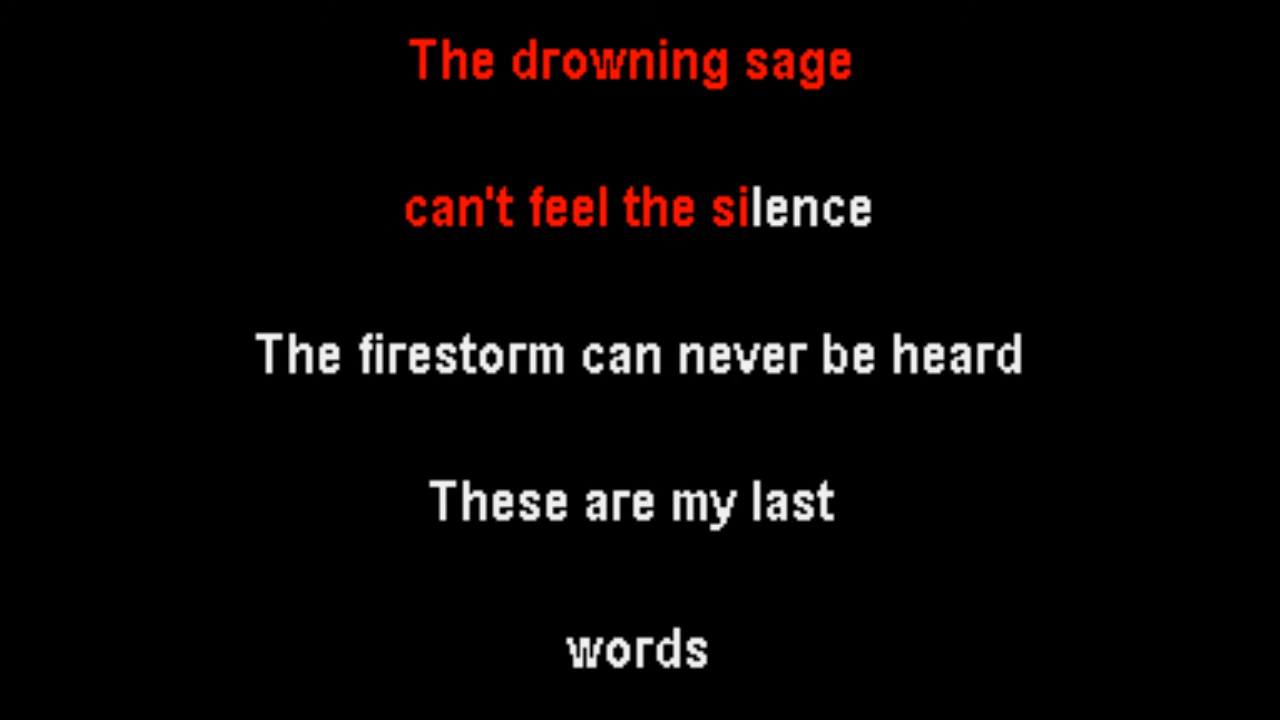 The drowning sage
can't feel the silence
The firestorm can never be heard
These are my last
words